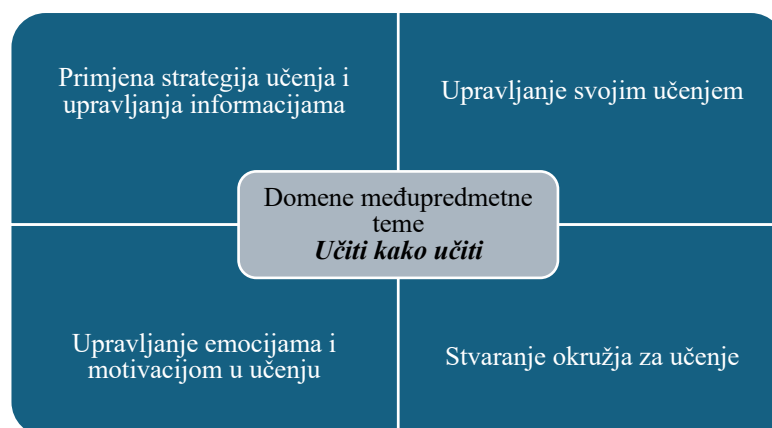 Primjena strategija učenja i
upravljanja informacijama
Upravljanje svojim učenjem
Domene međupredmetne
teme
Učiti kako učiti
Upravljanje emocijama i
motivacijom u učenju
Stvaranje okružja za učenje